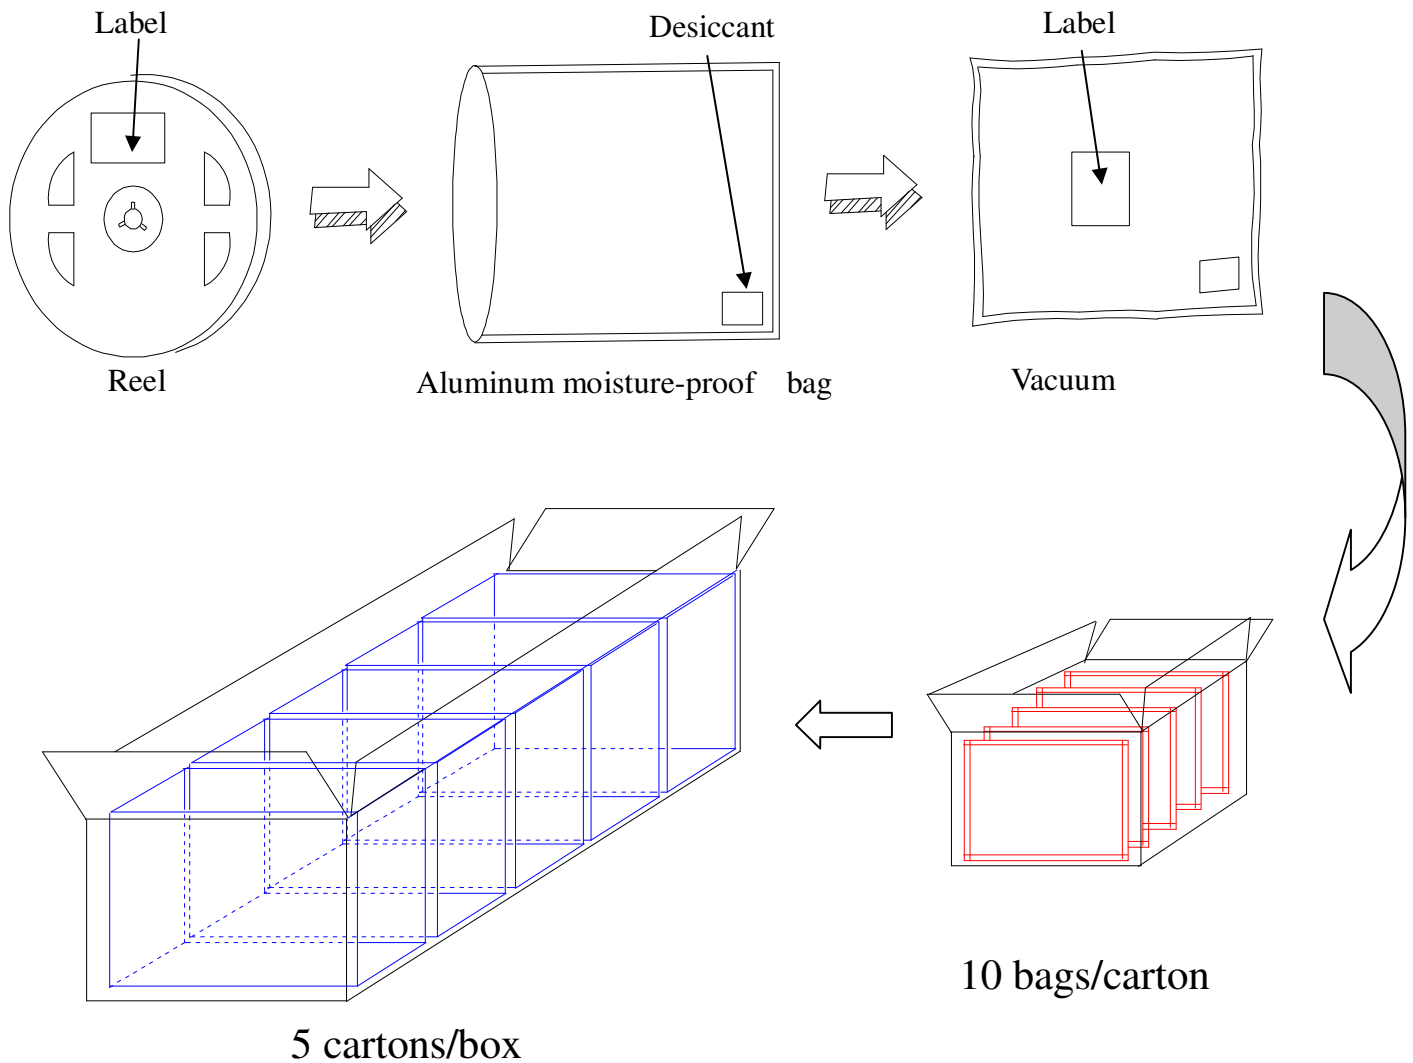 Label
Desiccant
Label
Reel
Aluminum moisture-proof bag
Vacuum
10 bags/carton
5 cartons/box